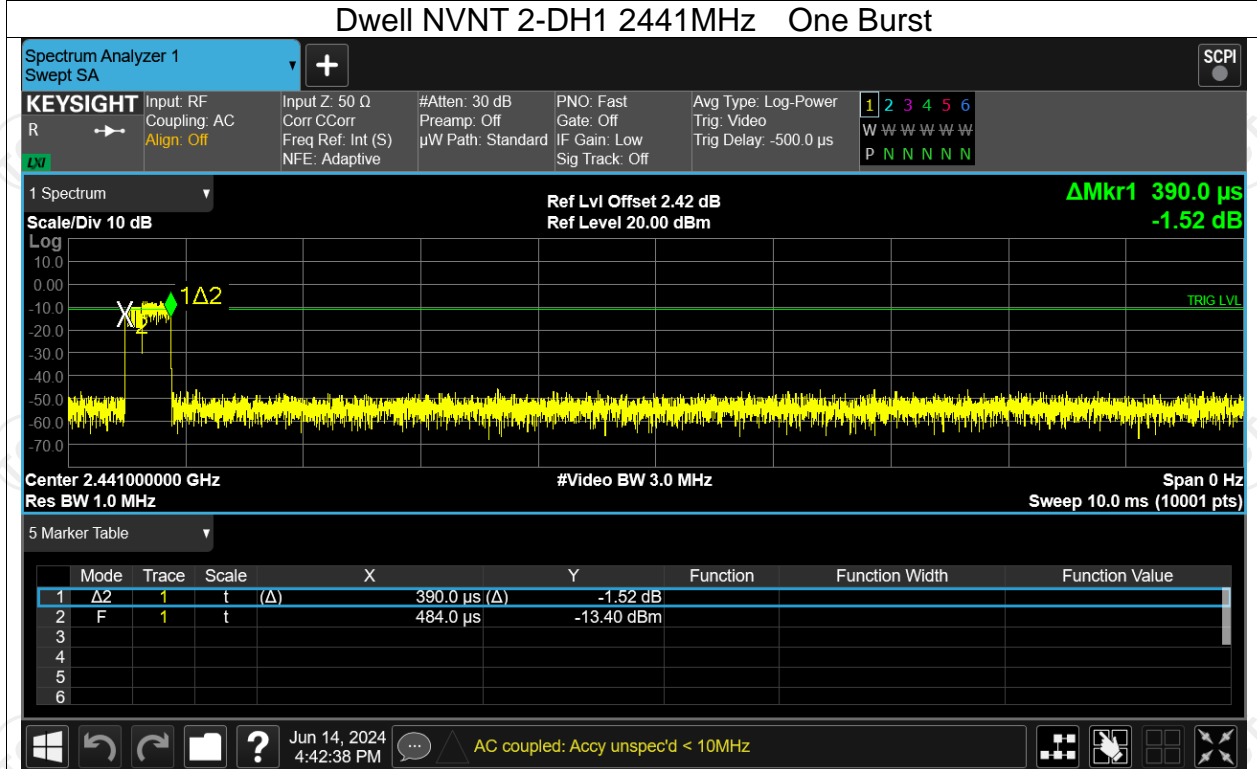 Dwell NVNT 2-DH1 2441MHz One Burst
Spectrum Analyzer 1
Swept SA
SCPI
KEYSIGHT
R
LXI
Input: RF
Coupling: AC
Align: Off
Input Z: 50 Ω
Corr CCorr
Freq Ref: Int (S)
NFE: Adaptive
#Atten: 30 dB
Preamp: Off
µW Path: Standard
PNO: Fast
Gate: Off
IF Gain: Low
Sig Track: Off
Avg Type: Log-Power
Trig: Video
Trig Delay: -500.0 µs
1 2 3 4 5 6
W W W W W W
P N N N N N
1 Spectrum
Scale/Div 10 dB
Ref Lvl Offset 2.42 dB
Ref Level 20.00 dBm
ΔMkr1 390.0 µs
-1.52 dB
Log
10.0
0.00
-10.0
-20.0
-30.0
-40.0
-50.0
-60.0
-70.0
X
2
1Δ2
TRIG LVL
Center 2.441000000 GHz
#Video BW 3.0 MHz
Span 0 Hz
Res BW 1.0 MHz
Sweep 10.0 ms (10001 pts)
5 Marker Table
Mode Trace Scale X Y Function Function Width Function Value
1 Δ2 1 t (Δ) 390.0 µs (Δ) -1.52 dB
2 F 1 t 484.0 µs -13.40 dBm
3
4
5
6
?
Jun 14, 2024
4:42:38 PM
AC coupled: Accy unspec'd < 10MHz